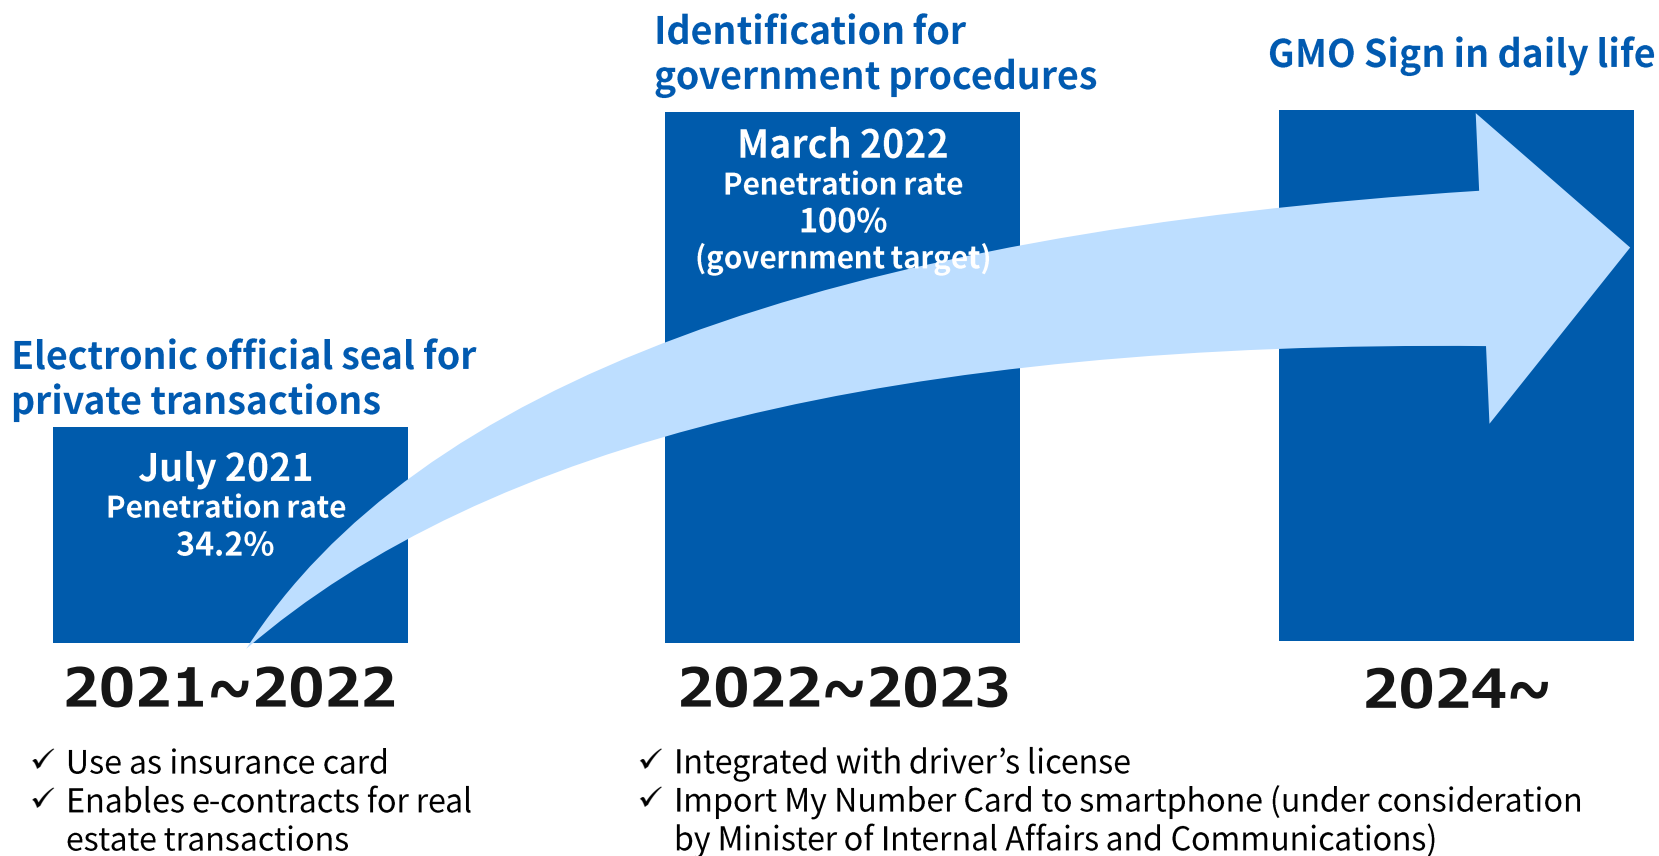 Identification for
government procedures
GMO Sign in daily life
March 2022
Penetration rate
100%
(government target)
Electronic official seal for
private transactions
July 2021
Penetration rate
34.2%
2021~2022
2022~2023
2024~
✓ Use as insurance card
✓ Enables e-contracts for real
estate transactions
✓ Integrated with driver’s license
✓ Import My Number Card to smartphone (under consideration
by Minister of Internal Affairs and Communications)